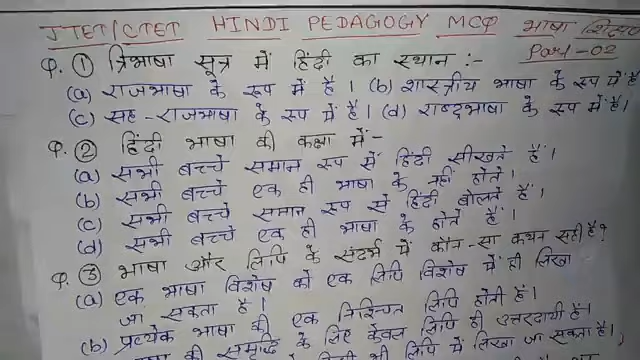 JTET/CTET HINDI PEDAGOGY MCQ भाषा शिक्षण
Part-02
Q. ① त्रिभाषा सूत्र में हिंदी का स्थान :-
(a) राजभाषा के रूप में है। (b) शास्त्रीय भाषा के रूप में है
(c) सह-राजभाषा के रूप में है। (d) राष्ट्रभाषा के रूप में है।
Q. ② हिंदी भाषा की कक्षा में-
(a) सभी बच्चे समान रूप से हिंदी सीखते हैं।
(b) सभी बच्चे एक ही भाषा के नहीं होते।
(c) सभी बच्चे समान रूप से हिंदी बोलते हैं।
(d) सभी बच्चे एक ही भाषा के होते हैं।
Q. ③ भाषा और लिपि के संदर्भ में कौन-सा कथन सही है?
(a) एक भाषा विशेष को एक लिपि विशेष में ही लिखा
जा सकता है।
(b) प्रत्येक भाषा की एक निश्चित लिपि होती है।
की समृद्धि के लिए केवल लिपि ही उत्तरदायी है।
भी लिपि में लिखा जा सकता है।